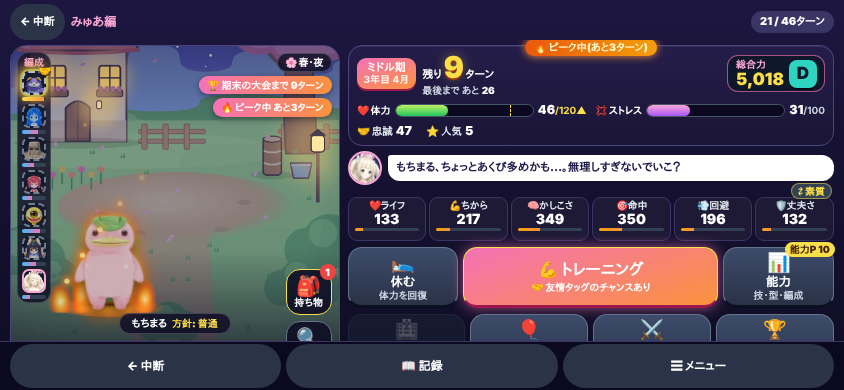 ← 中断
みゅあ編
21 / 46ターン
編成
🌸春・夜
🏆 期末の大会まで 9ターン
🔥 ピーク中 あと3ターン
🔥 ピーク中(あと3ターン)
ミドル期
3年目 4月
残り 9 ターン
最後まで あと 26
総合力
5,018 D
❤️体力 46/120▲
💢ストレス 31/100
🤝 忠誠 47 ⭐ 人気 5
もちまる、ちょっとあくび多めかも…。無理しすぎないでいこ？
⇵素質
❤️ライフ
133
💪ちから
217
🧠かしこさ
349
🎯命中
350
💨回避
196
🛡️丈夫さ
132
🛌
休む
体力を回復
💪 トレーニング
🤝 友情タッグのチャンスあり
能力P 10
📊
能力
技・型・編成
1
🎒
持ち物
もちまる 方針: 普通
← 中断
📖 記録
☰メニュー